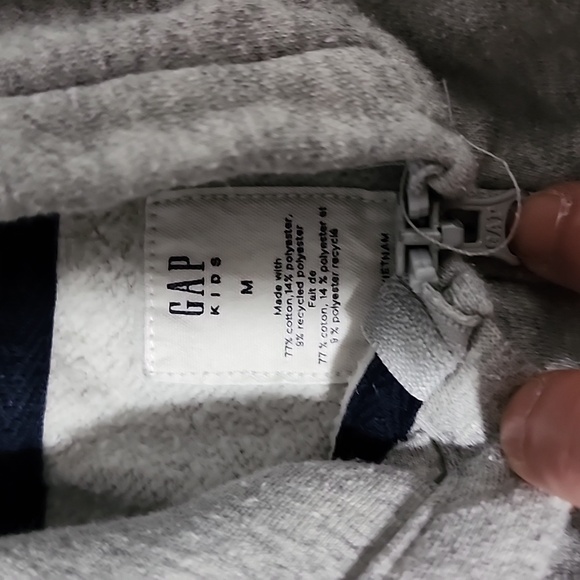 GAP
KIDS
M
Made with
77% cotton,14% polyester,
9% recycled polyester
Fait de
77 % coton, 14 % polyester et
9 % polyester recyclé